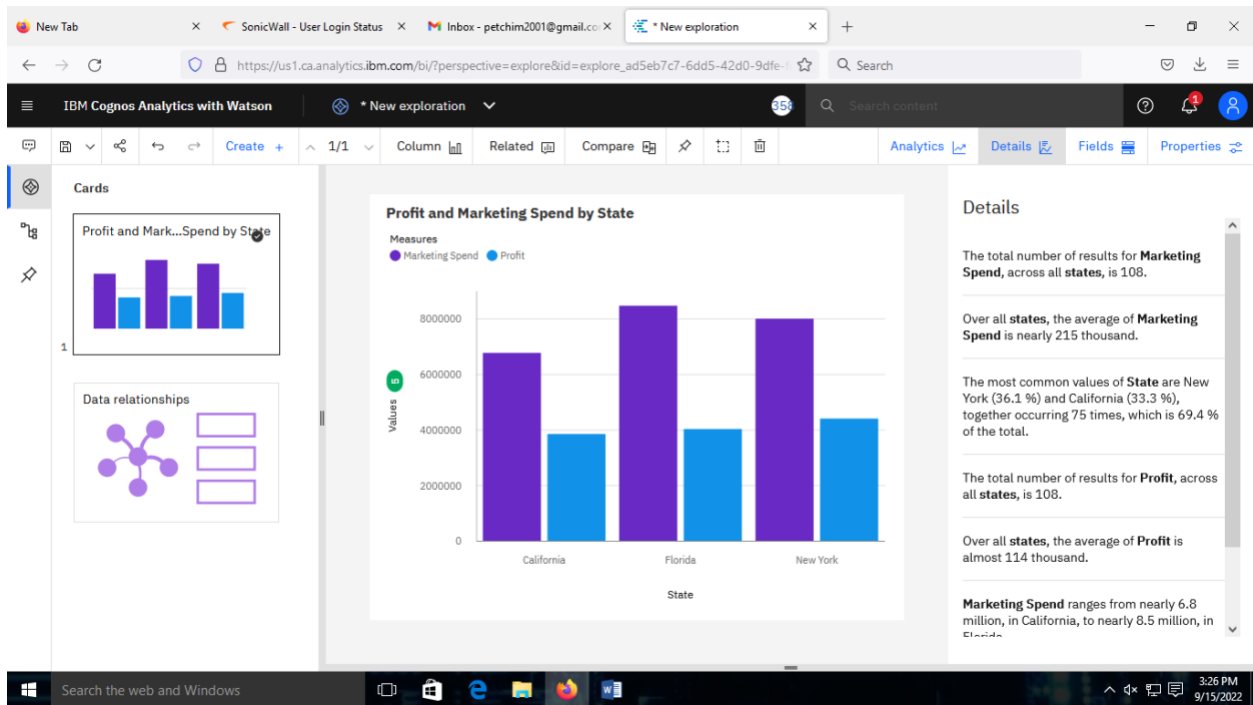 New Tab
SonicWall - User Login Status
Inbox - petchim2001@gmail.co
* New exploration
https://us1.ca.analytics.ibm.com/bi/?perspective=explore&id=explore_ad5eb7c7-6dd5-42d0-9dfe-
Search
IBM Cognos Analytics with Watson
* New exploration
358
Search content
1
Create +
1/1
Column
Related
Compare
Analytics
Details
Fields
Properties
Cards
Profit and Mark...Spend by State
1
Data relationships
Profit and Marketing Spend by State
Measures
Marketing Spend
Profit
8000000
6000000
4000000
2000000
0
Values
5
California
Florida
New York
State
Details
The total number of results for Marketing
Spend, across all states, is 108.
Over all states, the average of Marketing
Spend is nearly 215 thousand.
The most common values of State are New
York (36.1 %) and California (33.3 %),
together occurring 75 times, which is 69.4 %
of the total.
The total number of results for Profit, across
all states, is 108.
Over all states, the average of Profit is
almost 114 thousand.
Marketing Spend ranges from nearly 6.8
million, in California, to nearly 8.5 million, in
Florida
Search the web and Windows
3:26 PM
9/15/2022